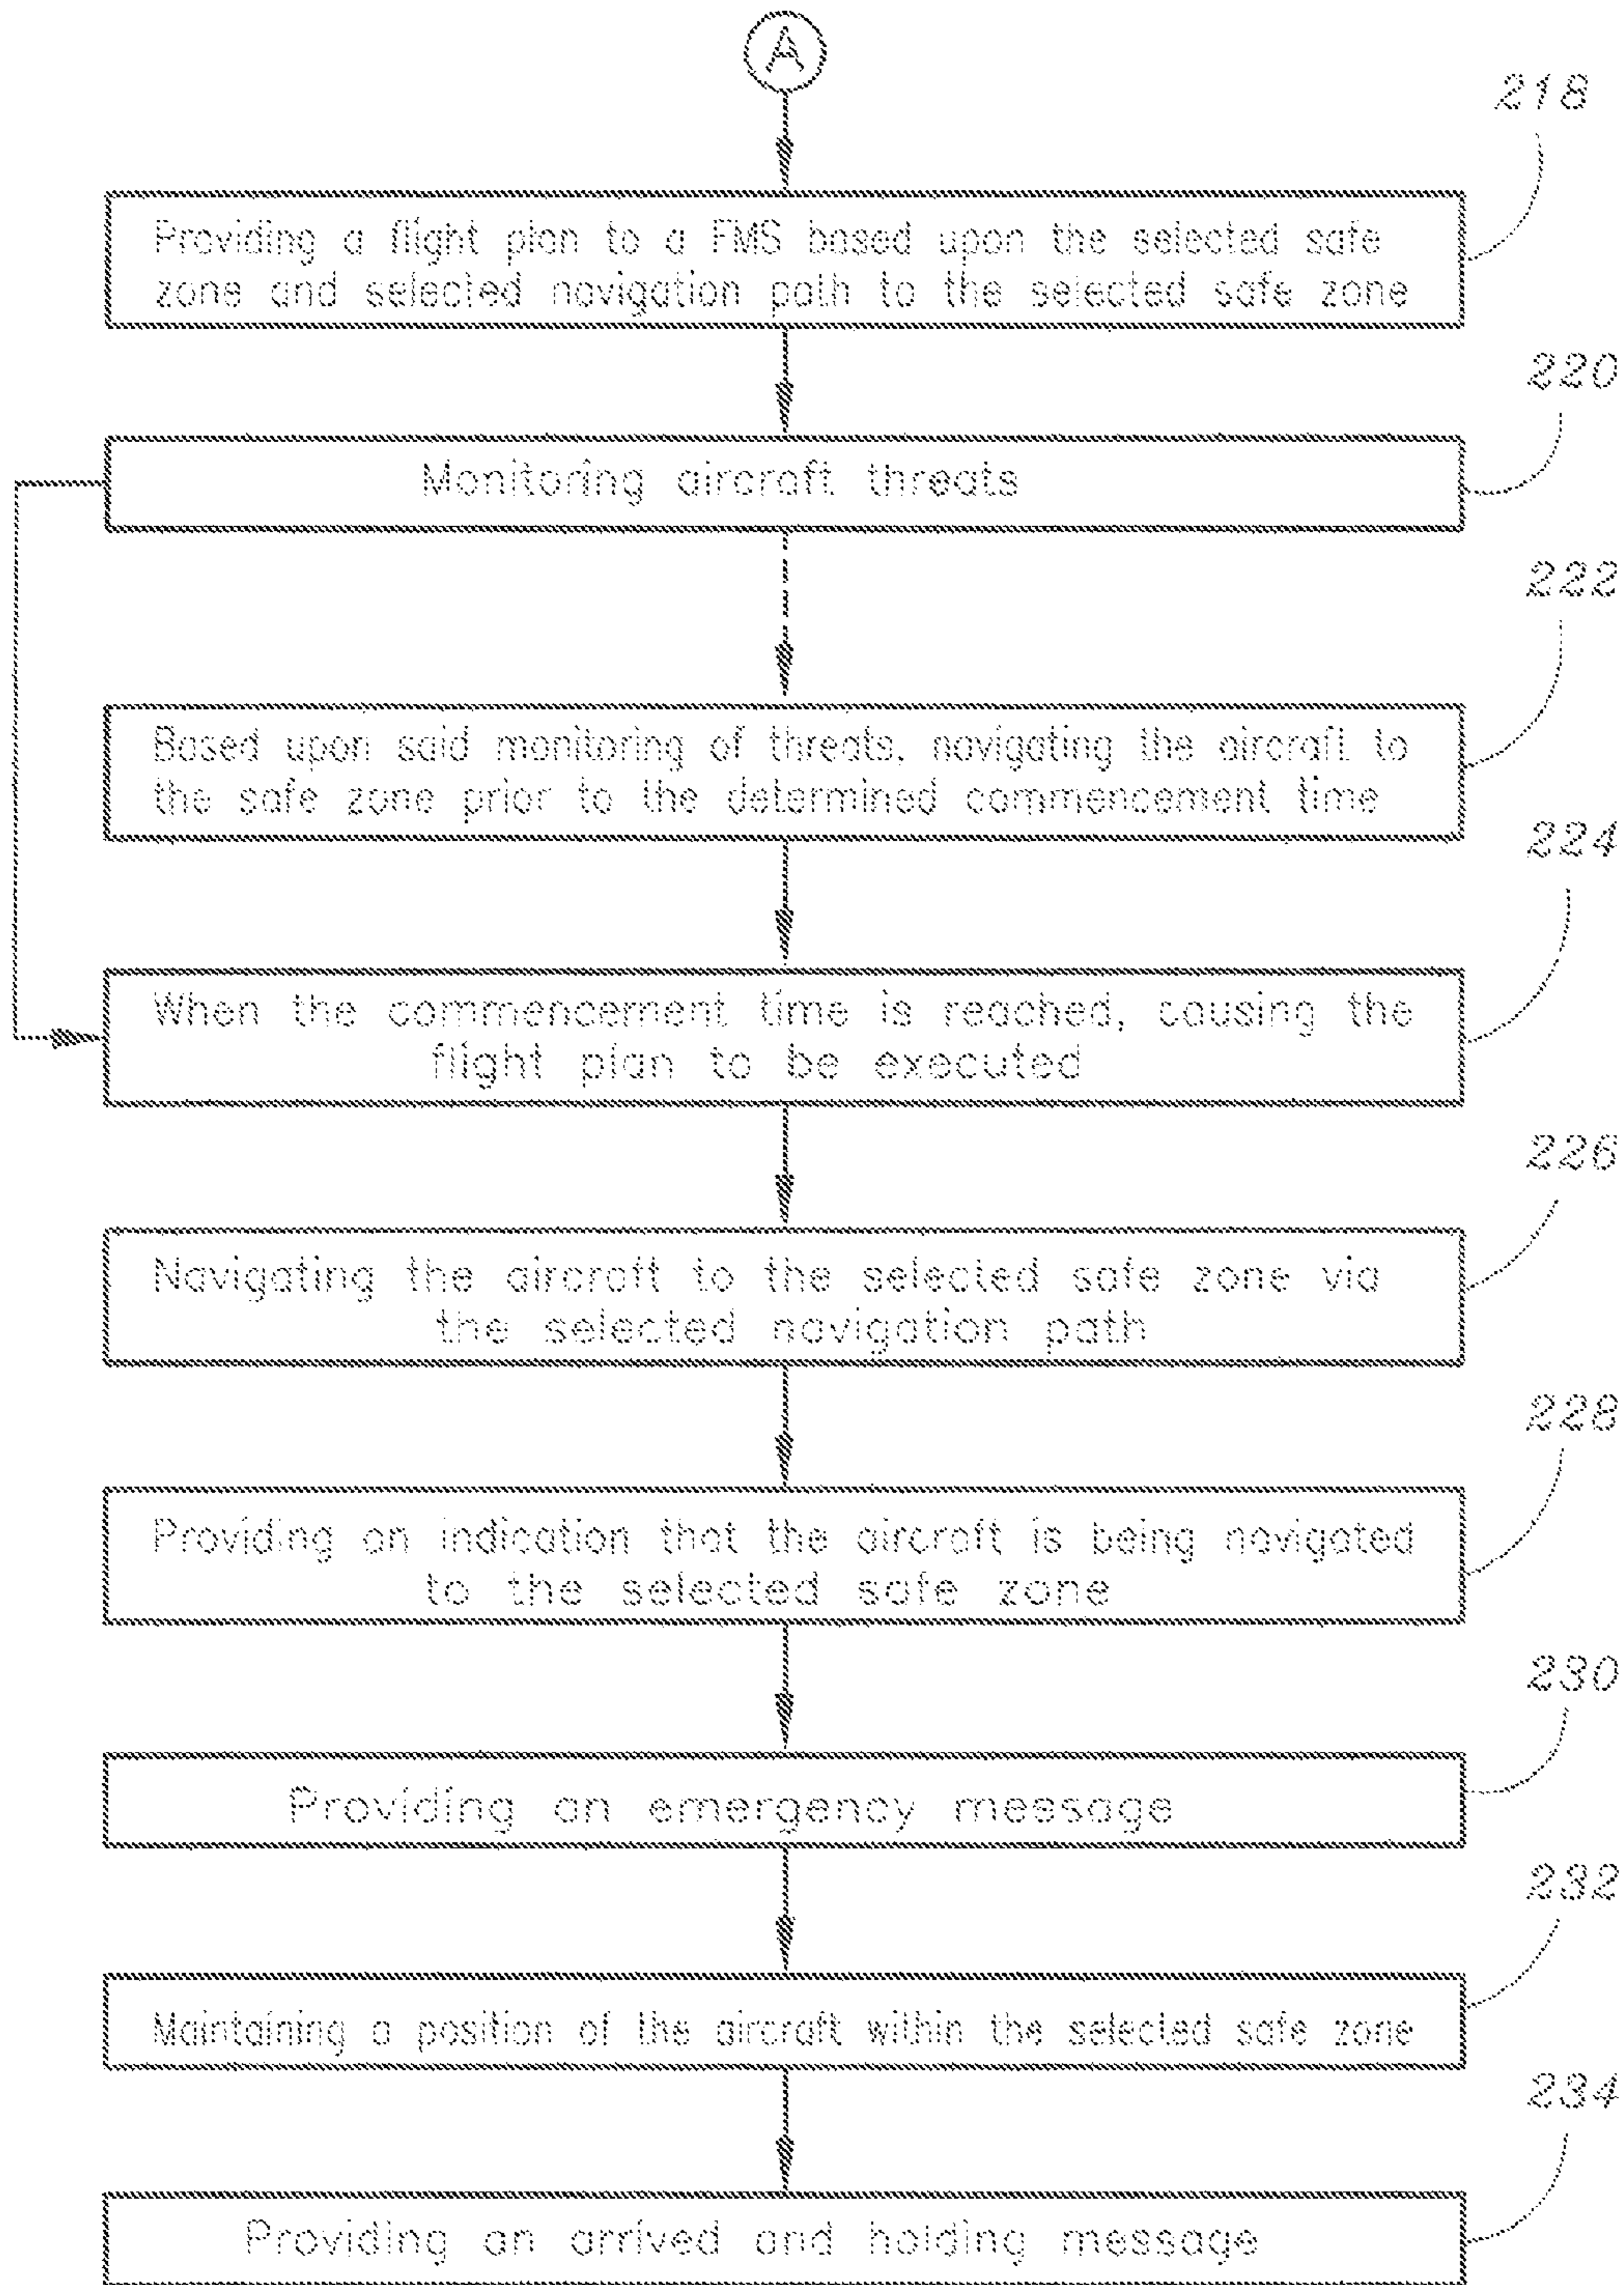 A
218
Providing a flight plan to a FMS based upon the selected safe
zone and selected navigation path to the selected safe zone
220
Monitoring aircraft threats
222
Based upon said monitoring of threats, navigating the aircraft to
the safe zone prior to the determined commencement time
224
When the commencement time is reached, causing the
flight plan to be executed
226
Navigating the aircraft to the selected safe zone via
the selected navigation path
228
Providing an indication that the aircraft is being navigated
to the selected safe zone
230
Providing an emergency message
232
Maintaining a position of the aircraft within the selected safe zone
234
Providing an arrived and holding message